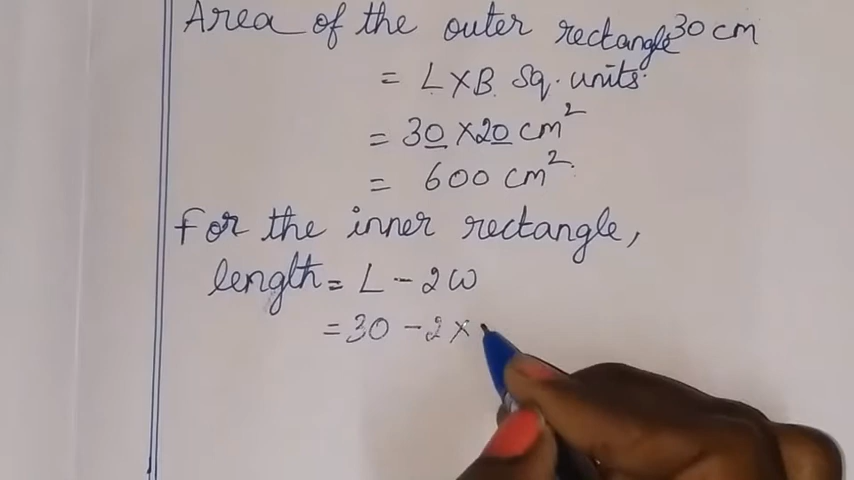 Area of the outer rectangle 30 cm
= L × B Sq. units.
= 30 × 20 cm²
= 600 cm².
For the inner rectangle,
length = L - 2W
= 30 - 2 ×